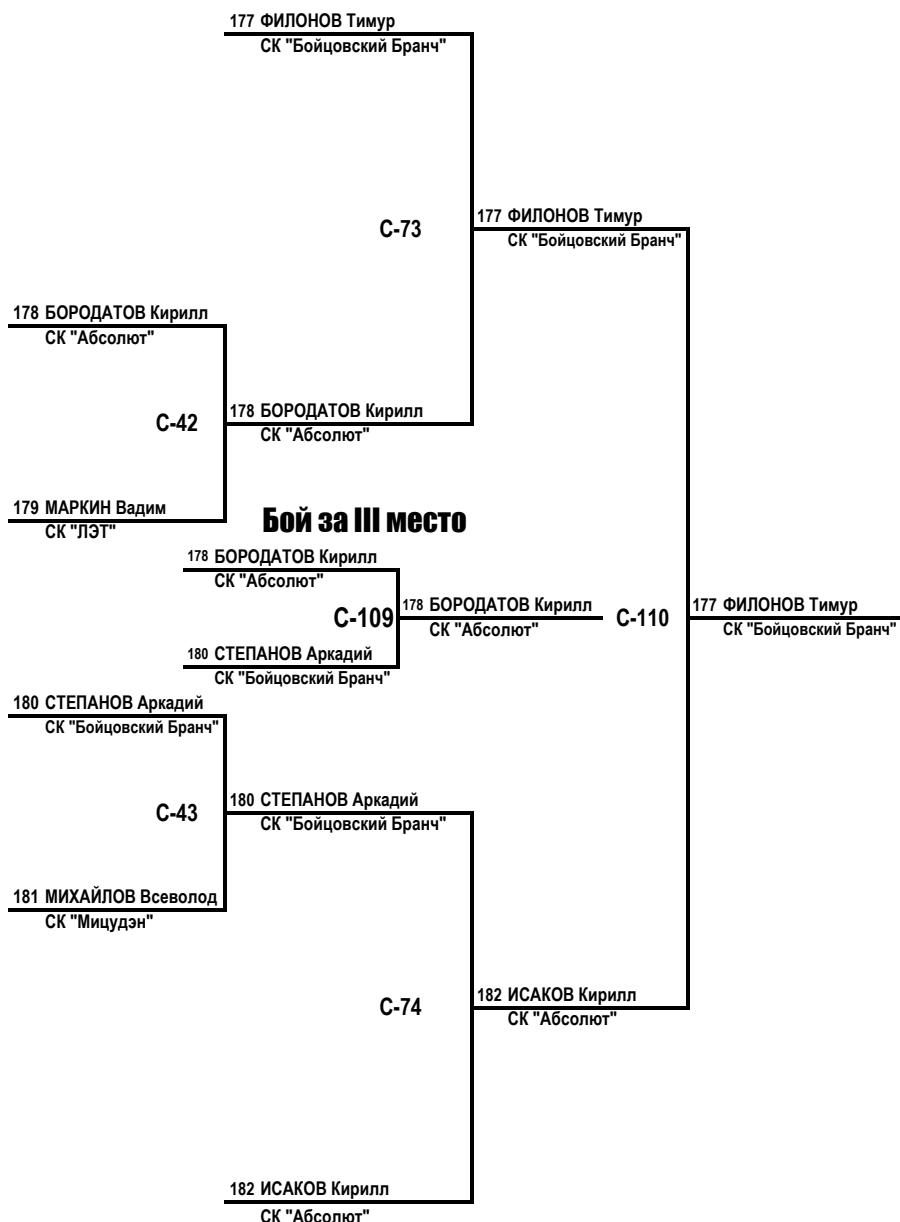 177 ФИЛОНОВ Тимур
СК "Бойцовский Бранч"
С-73
177 ФИЛОНОВ Тимур
СК "Бойцовский Бранч"
178 БОРОДАТОВ Кирилл
СК "Абсолют"
С-42
178 БОРОДАТОВ Кирилл
СК "Абсолют"
179 МАРКИН Вадим
СК "ЛЭТ"
Бой за III место
178 БОРОДАТОВ Кирилл
СК "Абсолют"
С-109
178 БОРОДАТОВ Кирилл
СК "Абсолют"
С-110
177 ФИЛОНОВ Тимур
СК "Бойцовский Бранч"
180 СТЕПАНОВ Аркадий
СК "Бойцовский Бранч"
180 СТЕПАНОВ Аркадий
СК "Бойцовский Бранч"
С-43
180 СТЕПАНОВ Аркадий
СК "Бойцовский Бранч"
181 МИХАЙЛОВ Всеволод
СК "Мицудэн"
С-74
182 ИСАКОВ Кирилл
СК "Абсолют"
182 ИСАКОВ Кирилл
СК "Абсолют"